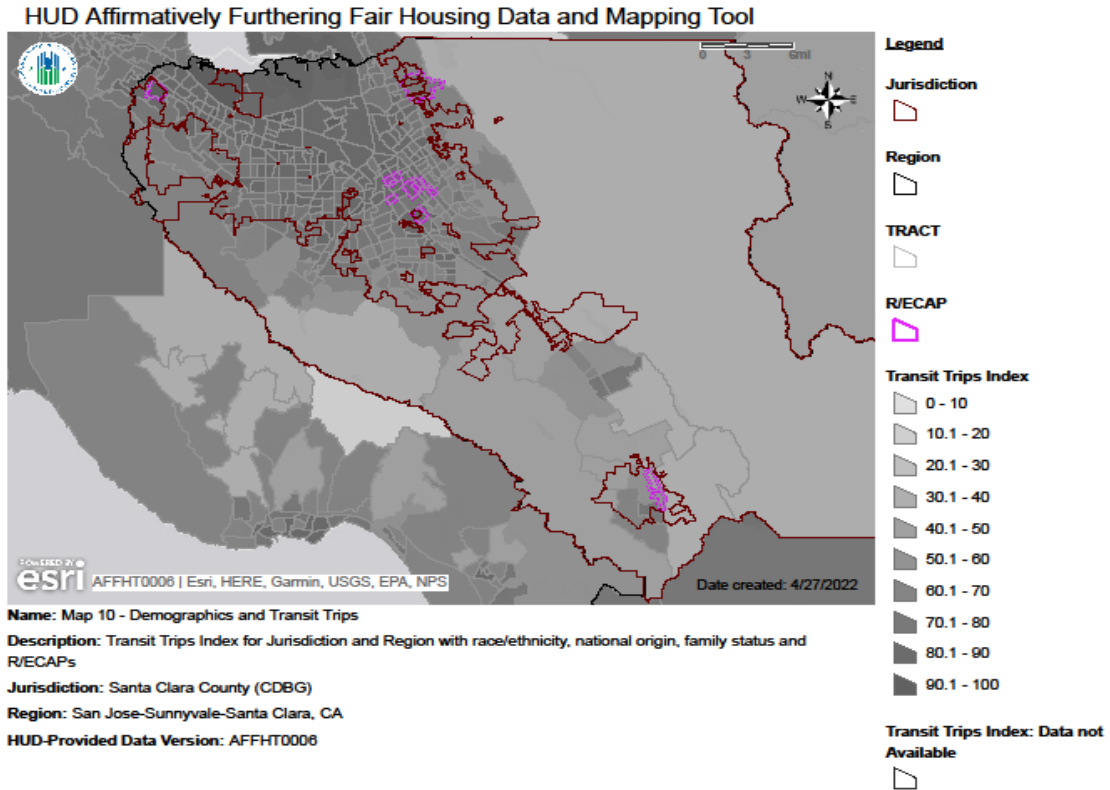 HUD Affirmatively Furthering Fair Housing Data and Mapping Tool
0 3 6mi
N
W E
S
POWERED BY
esri
AFFHT0006 | Esri, HERE, Garmin, USGS, EPA, NPS
Date created: 4/27/2022
Name: Map 10 - Demographics and Transit Trips
Description: Transit Trips Index for Jurisdiction and Region with race/ethnicity, national origin, family status and
R/ECAPs
Jurisdiction: Santa Clara County (CDBG)
Region: San Jose-Sunnyvale-Santa Clara, CA
HUD-Provided Data Version: AFFHT0006
Legend
Jurisdiction
Region
TRACT
R/ECAP
Transit Trips Index
0 - 10
10.1 - 20
20.1 - 30
30.1 - 40
40.1 - 50
50.1 - 60
60.1 - 70
70.1 - 80
80.1 - 90
90.1 - 100
Transit Trips Index: Data not
Available